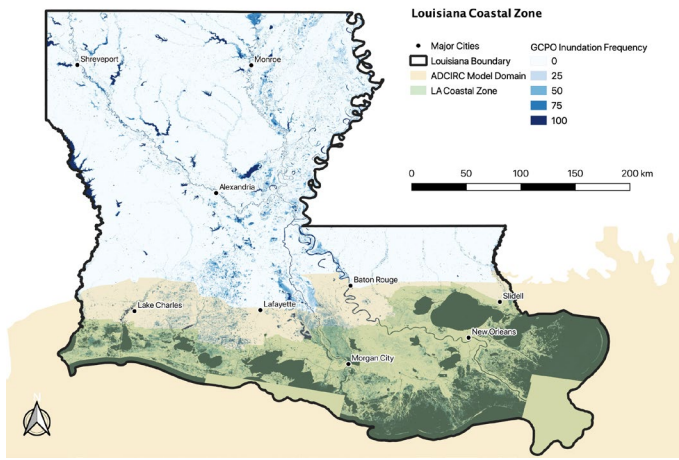 Louisiana Coastal Zone
Major Cities
Louisiana Boundary
ADCIRC Model Domain
LA Coastal Zone
GCPO Inundation Frequency
0
25
50
75
100
0 50 100 150 200 km
Shreveport
Monroe
Alexandria
Baton Rouge
Slidell
Lake Charles
Lafayette
New Orleans
Morgan City
N